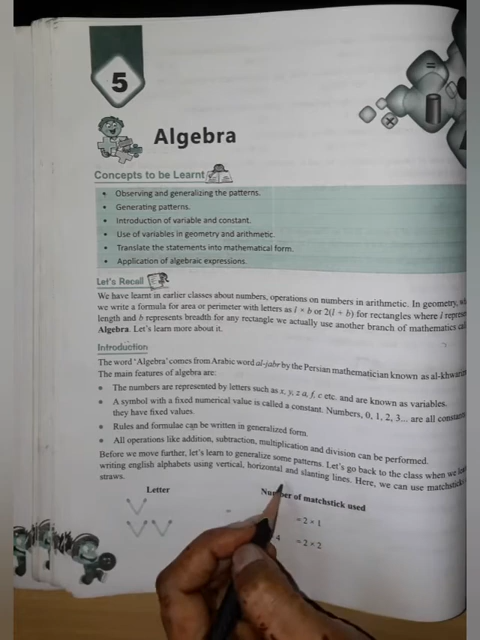 5
Algebra
Concepts to be Learnt
• Observing and generalizing the patterns.
• Generating patterns.
• Introduction of variable and constant.
• Use of variables in geometry and arithmetic.
• Translate the statements into mathematical form.
• Application of algebraic expressions.
Let's Recall
We have learnt in earlier classes about numbers, operations on numbers in arithmetic. In geometry,
we write a formula for area or perimeter with letters as l × b or 2(l + b) for rectangles where l
length and b represents breadth for any rectangle we actually use another branch of mathematics
Algebra. Let's learn more about it.
Introduction
The word 'Algebra' comes from Arabic word al-jabr by the Persian mathematician known as
The main features of algebra are:
• The numbers are represented by letters such as x, y, z a, f, c etc. and are known as variables.
• A symbol with a fixed numerical value is called a constant. Numbers, 0, 1, 2, 3... are all
they have fixed values.
• Rules and formulae can be written in generalized form.
• All operations like addition, subtraction, multiplication and division can be performed.
Before we move further, let's learn to generalize some patterns. Let's go back to the class when we
writing english alphabets using vertical, horizontal and slanting lines. Here, we can use
straws.
Letter Number of matchstick used
= 2 × 1
4 = 2 × 2